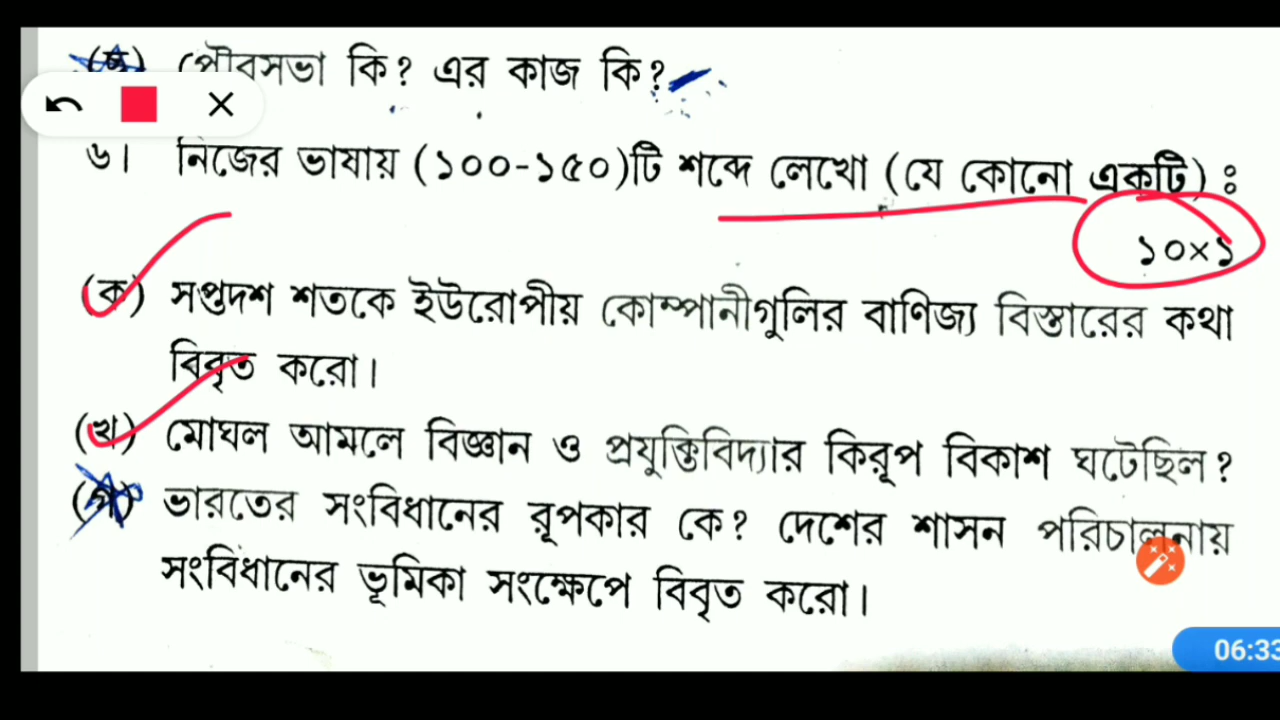 পৌরসভা কি? এর কাজ কি?
৬। নিজের ভাষায় (১০০-১৫০)টি শব্দে লেখো (যে কোনো একটি) ঃ
১০×১
(ক) সপ্তদশ শতকে ইউরোপীয় কোম্পানীগুলির বাণিজ্য বিস্তারের কথা
বিবৃত করো।
(খ) মোঘল আমলে বিজ্ঞান ও প্রযুক্তিবিদ্যার কিরূপ বিকাশ ঘটেছিল?
(গ) ভারতের সংবিধানের রূপকার কে? দেশের শাসন পরিচালনায়
সংবিধানের ভূমিকা সংক্ষেপে বিবৃত করো।
06:33